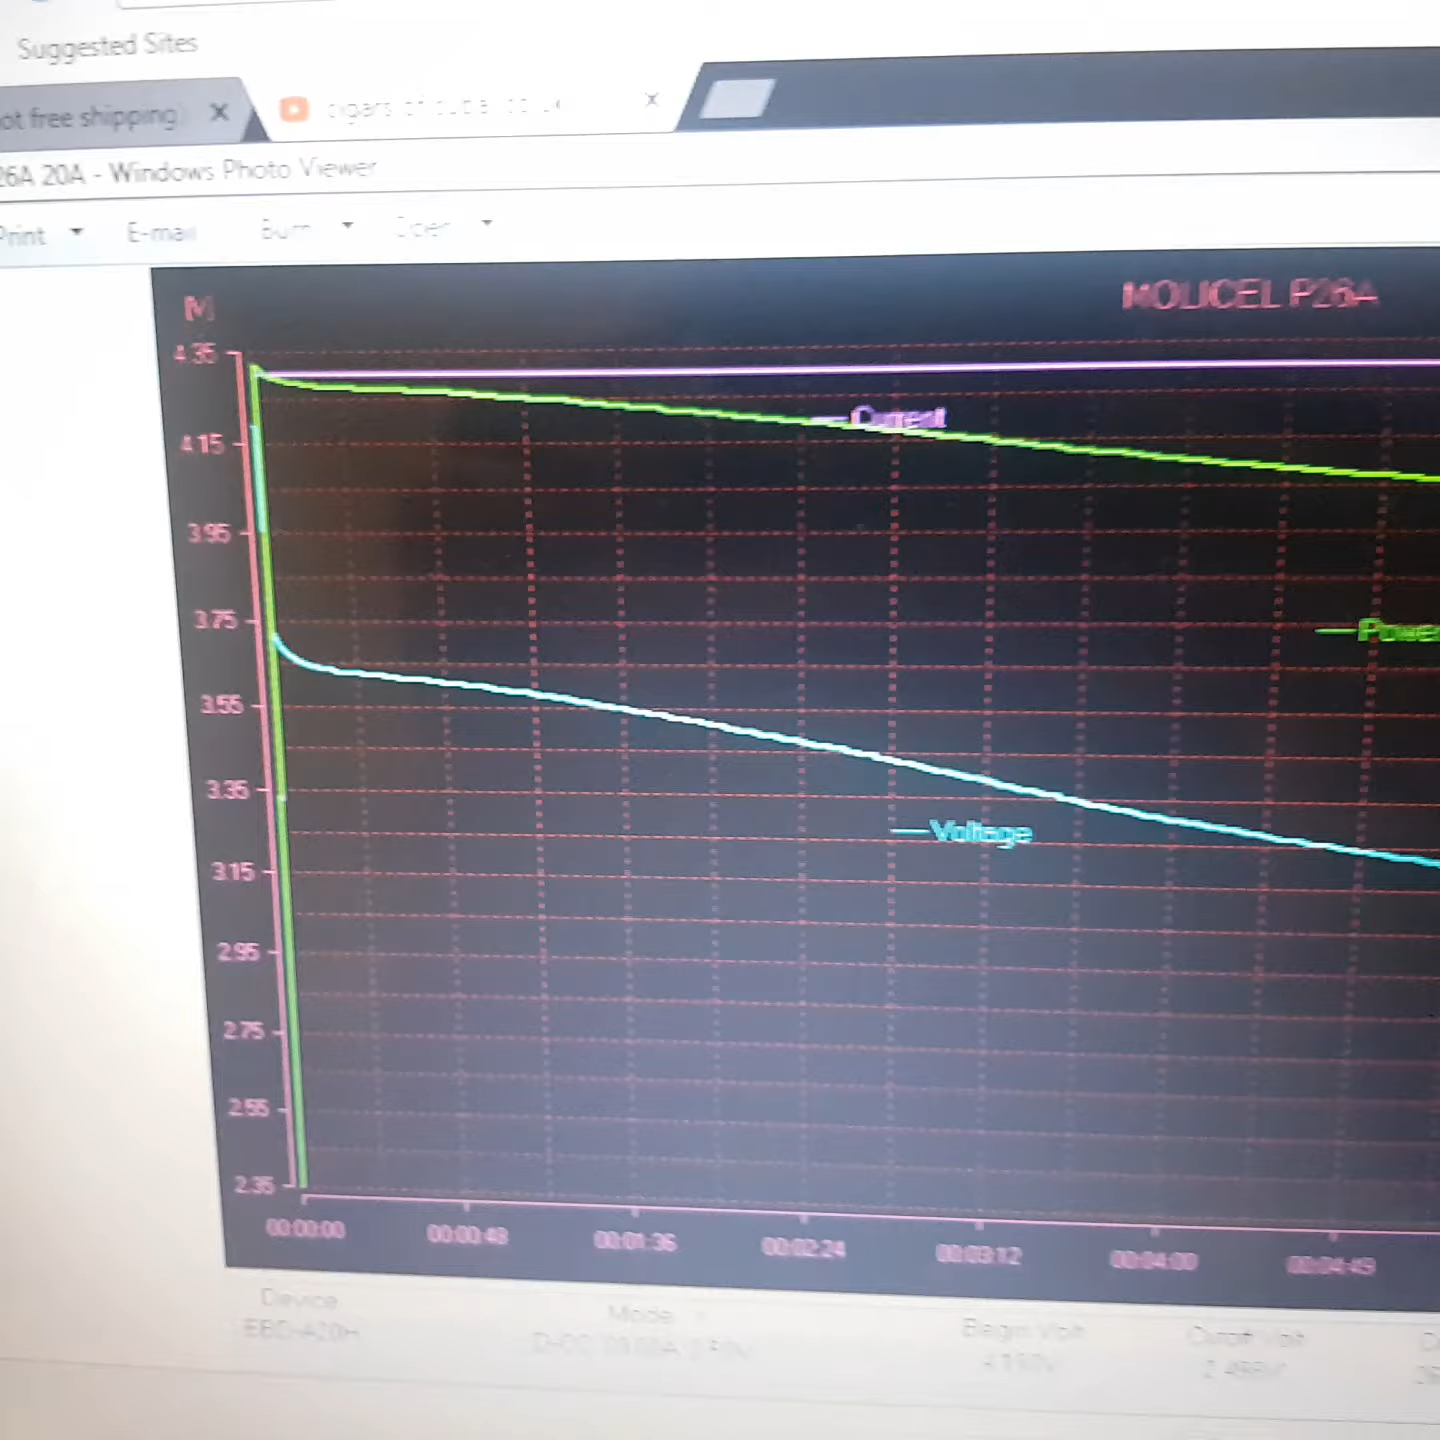 Suggested Sites
ot free shipping)
26A 20A - Windows Photo Viewer
Print E-mail Burn Open
[V]
MOLICEL P26A
4.35
Current
4.15
3.95
3.75
Power
3.55
3.35
Voltage
3.15
2.95
2.75
2.55
2.35
00:00:00 00:00:48 00:01:36 00:02:24 00:03:12 00:04:00 00:04:49
Device Mode Begin Volt Cutoff Volt
EBC-A20H